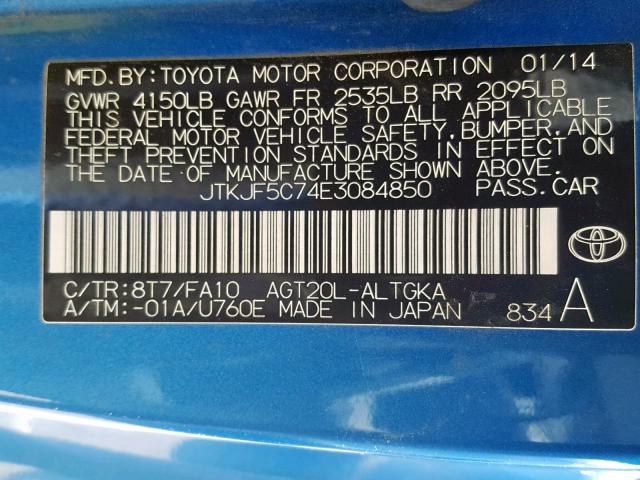 MFD. BY: TOYOTA MOTOR CORPORATION 01/14
GVWR 4150LB GAWR FR 2535LB RR 2095LB
THIS VEHICLE CONFORMS TO ALL APPLICABLE
FEDERAL MOTOR VEHICLE SAFETY, BUMPER, AND
THEFT PREVENTION STANDARDS IN EFFECT ON
THE DATE OF MANUFACTURE SHOWN ABOVE.
JTKJF5C74E3084850 PASS. CAR
C/TR: 8T7/FA10 AGT20L-ALTGKA
A/TM: -01A/U760E MADE IN JAPAN 834 A